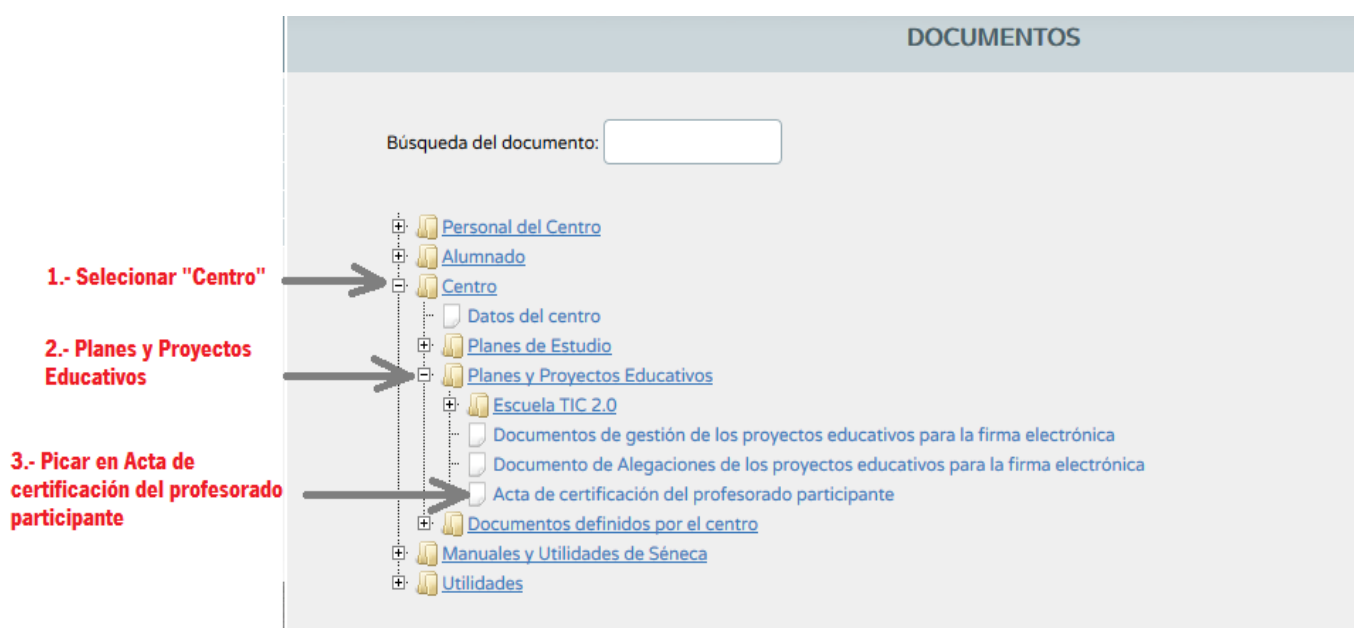 DOCUMENTOS
Búsqueda del documento:
Personal del Centro
Alumnado
1.- Selecionar "Centro"
Centro
Datos del centro
2.- Planes y Proyectos
Educativos
Planes de Estudio
Planes y Proyectos Educativos
Escuela TIC 2.0
Documentos de gestión de los proyectos educativos para la firma electrónica
Documento de Alegaciones de los proyectos educativos para la firma electrónica
3.- Picar en Acta de
certificación del profesorado
participante
Acta de certificación del profesorado participante
Documentos definidos por el centro
Manuales y Utilidades de Séneca
Utilidades